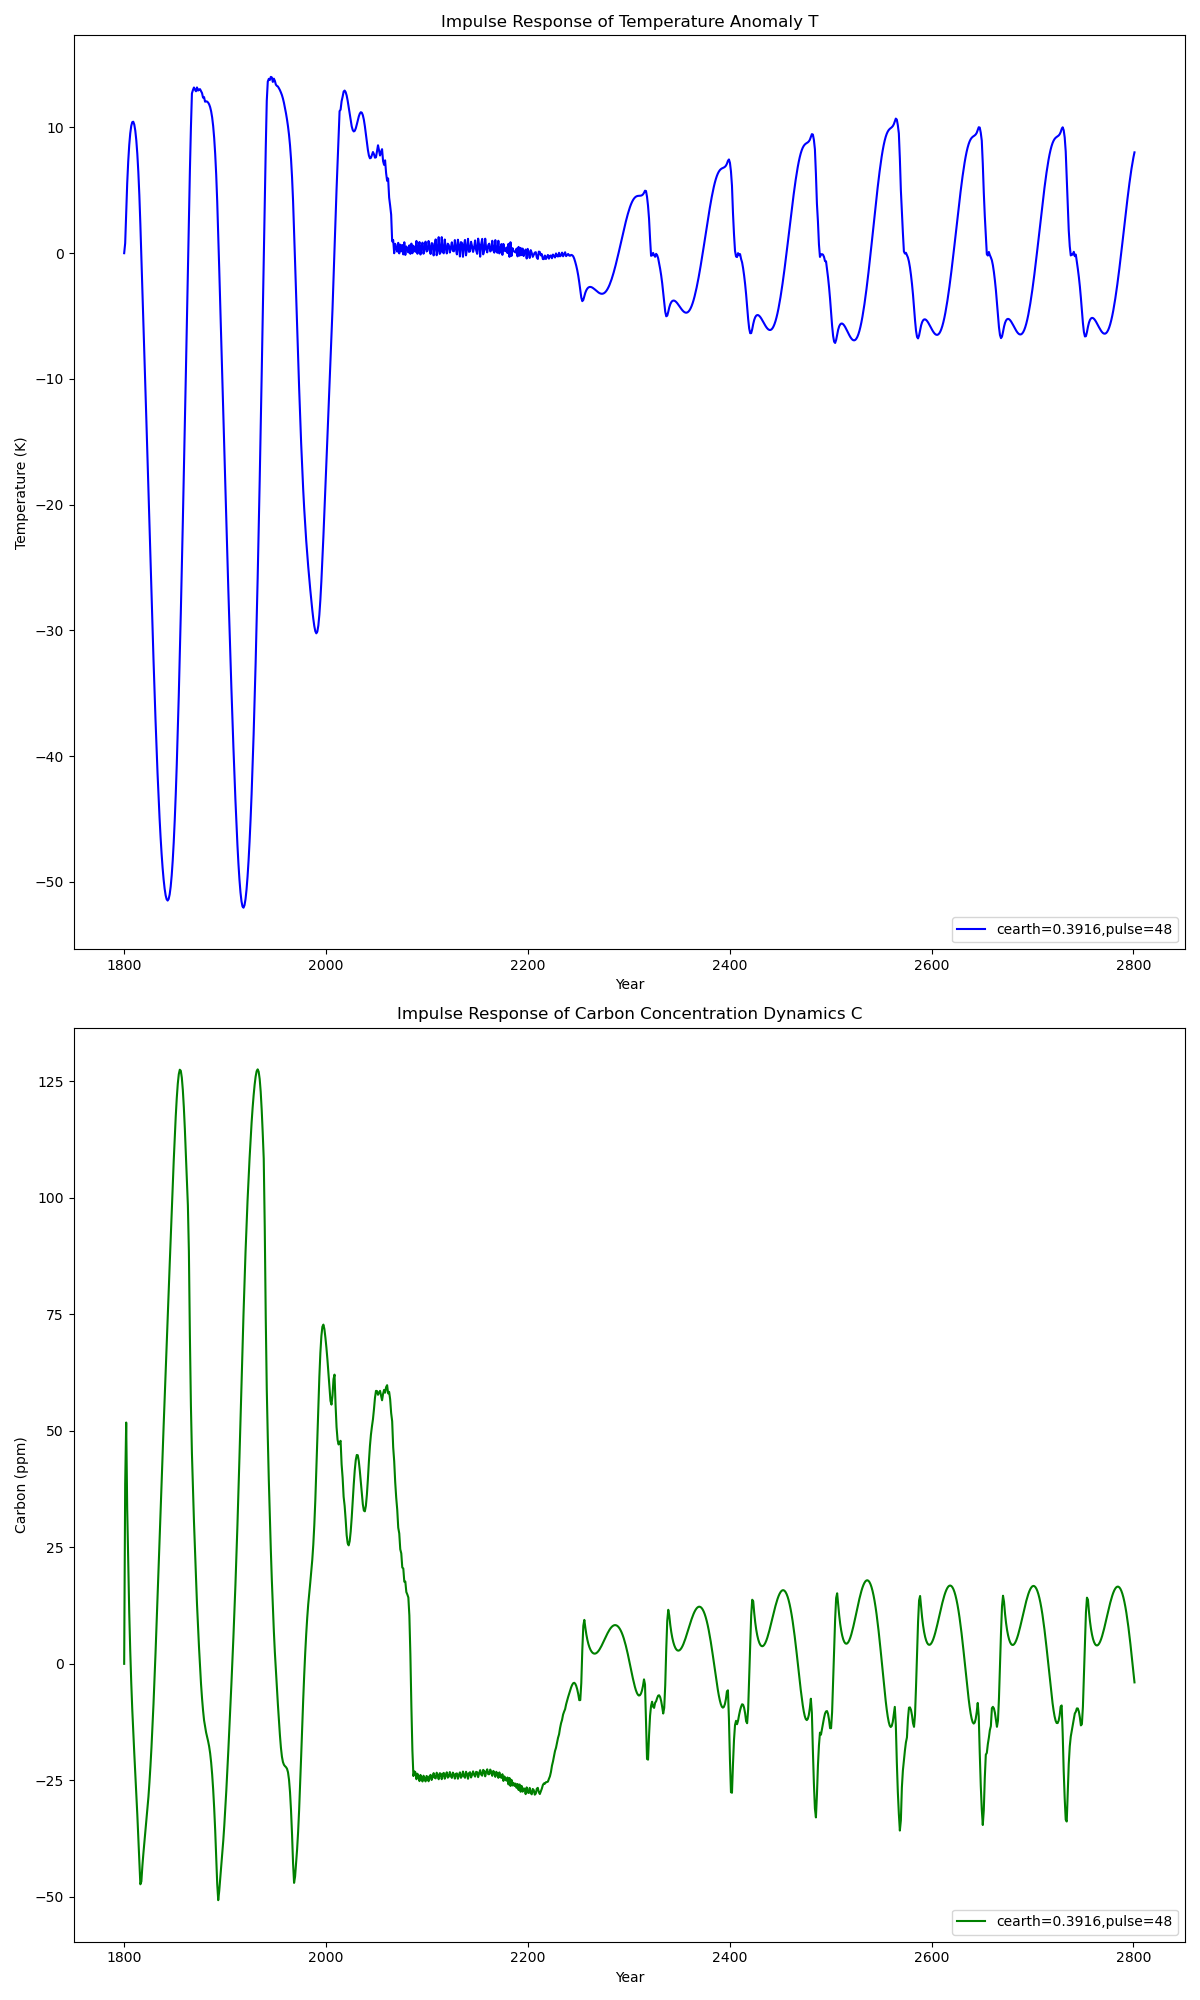 Impulse Response of Temperature Anomaly T
10
0
−10
−20
−30
−40
−50
Temperature (K)
cearth=0.3916,pulse=48
1800 2000 2200 2400 2600 2800
Year
Impulse Response of Carbon Concentration Dynamics C
125
100
75
50
25
0
−25
−50
Carbon (ppm)
cearth=0.3916,pulse=48
1800 2000 2200 2400 2600 2800
Year